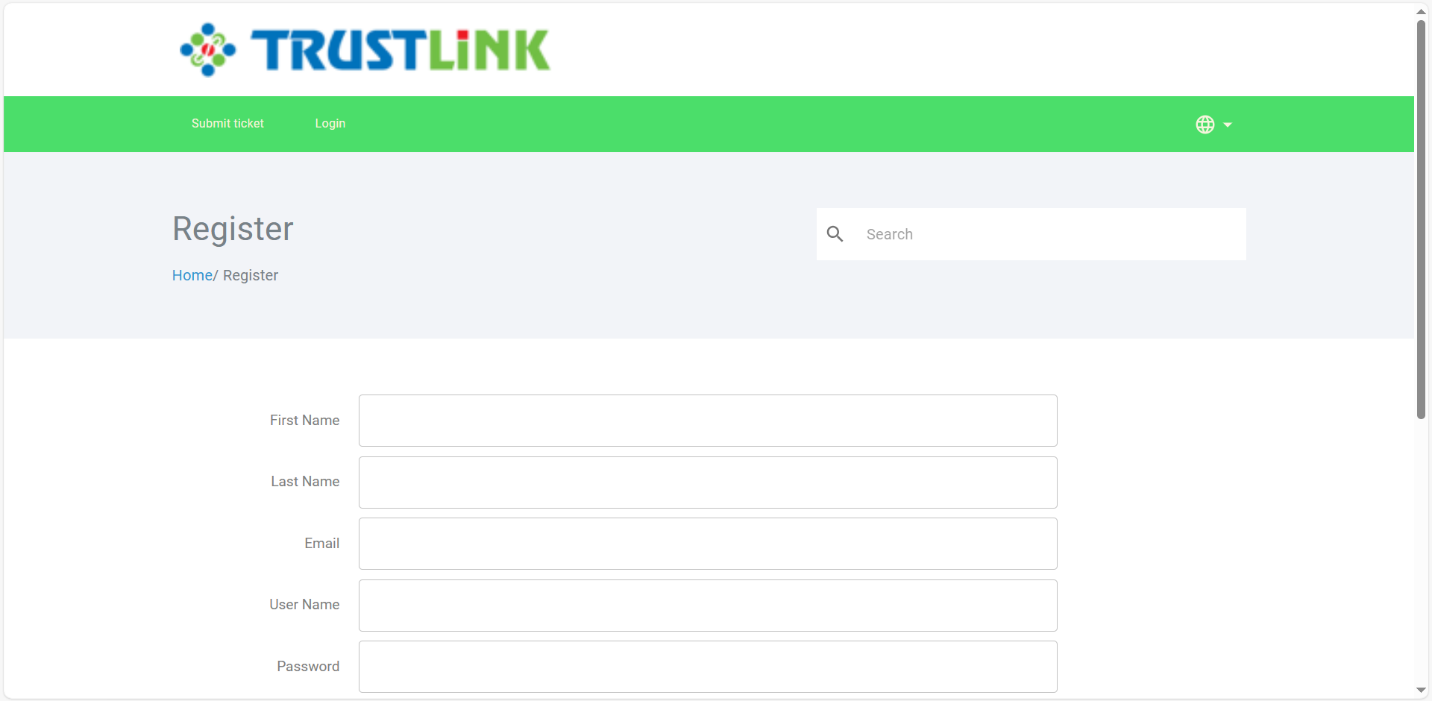 TRUSTLiNK
Submit ticket Login
Register
Search
Home/ Register
First Name
Last Name
Email
User Name
Password